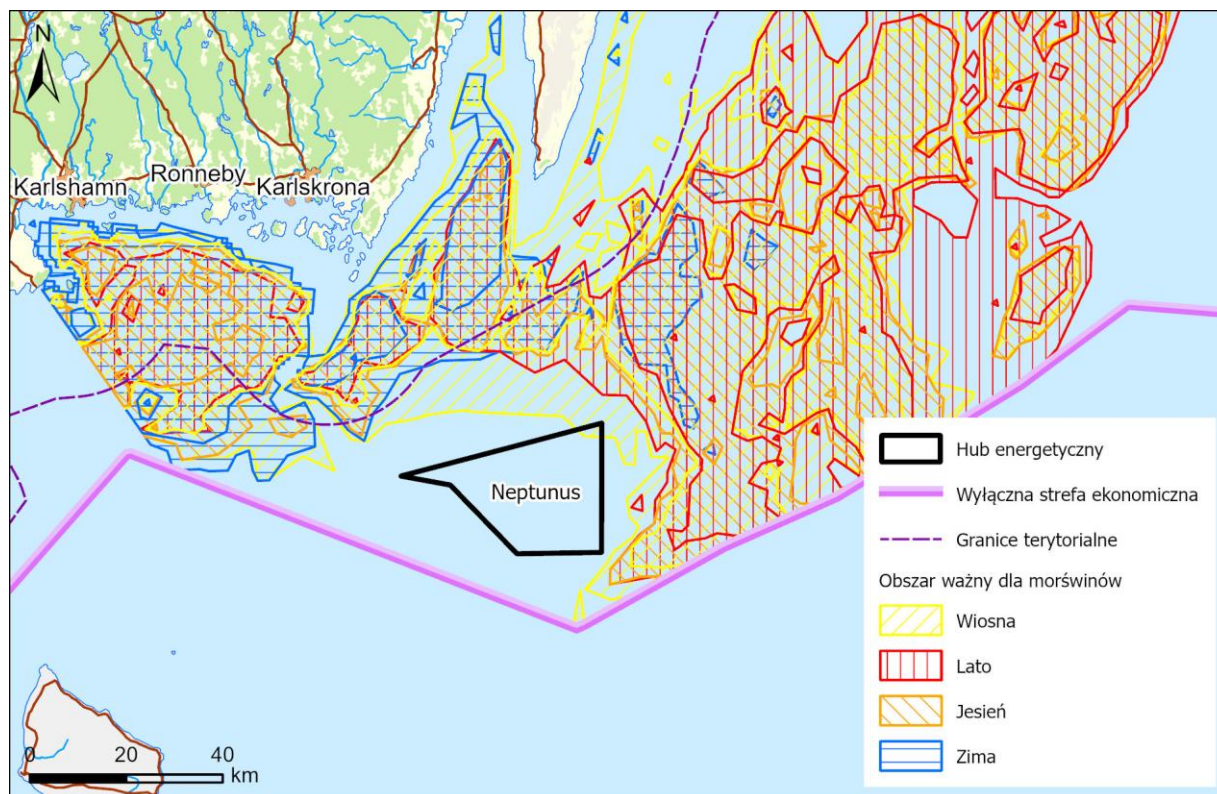 N
Karlshamn
Ronneby
Karlskrona
Neptunus
Hub energetyczny
Wyłączna strefa ekonomiczna
Granice terytorialne
Obszar ważny dla morświnów
Wiosna
Lato
Jesień
Zima
0 20 40
km